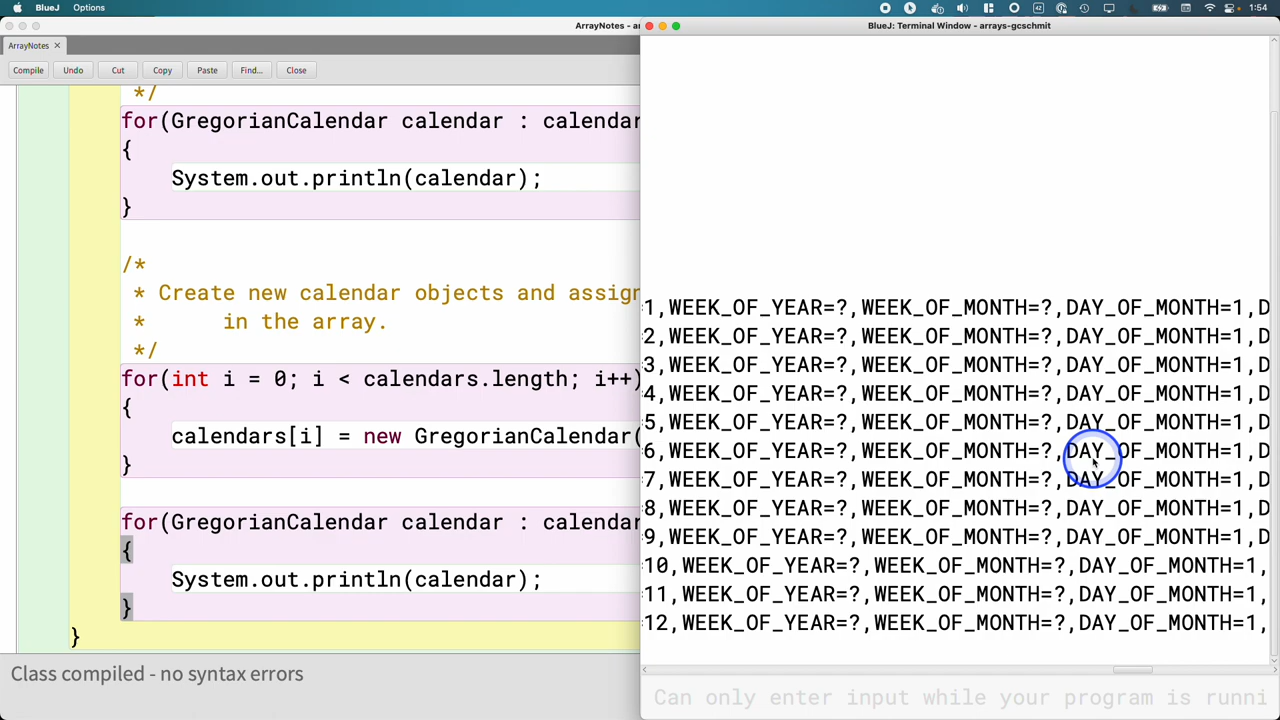 BlueJ Options
1:54
ArrayNotes - ar
ArrayNotes ×
Compile Undo Cut Copy Paste Find... Close
*/
for(GregorianCalendar calendar : calendar
{
System.out.println(calendar);
}
/*
* Create new calendar objects and assign
* in the array.
*/
for(int i = 0; i < calendars.length; i++)
{
calendars[i] = new GregorianCalendar(
}
for(GregorianCalendar calendar : calendar
{
System.out.println(calendar);
}
}
Class compiled - no syntax errors
BlueJ: Terminal Window - arrays-gcschmit
=1,WEEK_OF_YEAR=?,WEEK_OF_MONTH=?,DAY_OF_MONTH=1,D
=2,WEEK_OF_YEAR=?,WEEK_OF_MONTH=?,DAY_OF_MONTH=1,D
=3,WEEK_OF_YEAR=?,WEEK_OF_MONTH=?,DAY_OF_MONTH=1,D
=4,WEEK_OF_YEAR=?,WEEK_OF_MONTH=?,DAY_OF_MONTH=1,D
=5,WEEK_OF_YEAR=?,WEEK_OF_MONTH=?,DAY_OF_MONTH=1,D
=6,WEEK_OF_YEAR=?,WEEK_OF_MONTH=?,DAY_OF_MONTH=1,D
=7,WEEK_OF_YEAR=?,WEEK_OF_MONTH=?,DAY_OF_MONTH=1,D
=8,WEEK_OF_YEAR=?,WEEK_OF_MONTH=?,DAY_OF_MONTH=1,D
=9,WEEK_OF_YEAR=?,WEEK_OF_MONTH=?,DAY_OF_MONTH=1,D
=10,WEEK_OF_YEAR=?,WEEK_OF_MONTH=?,DAY_OF_MONTH=1,
=11,WEEK_OF_YEAR=?,WEEK_OF_MONTH=?,DAY_OF_MONTH=1,
=12,WEEK_OF_YEAR=?,WEEK_OF_MONTH=?,DAY_OF_MONTH=1,
Can only enter input while your program is runni